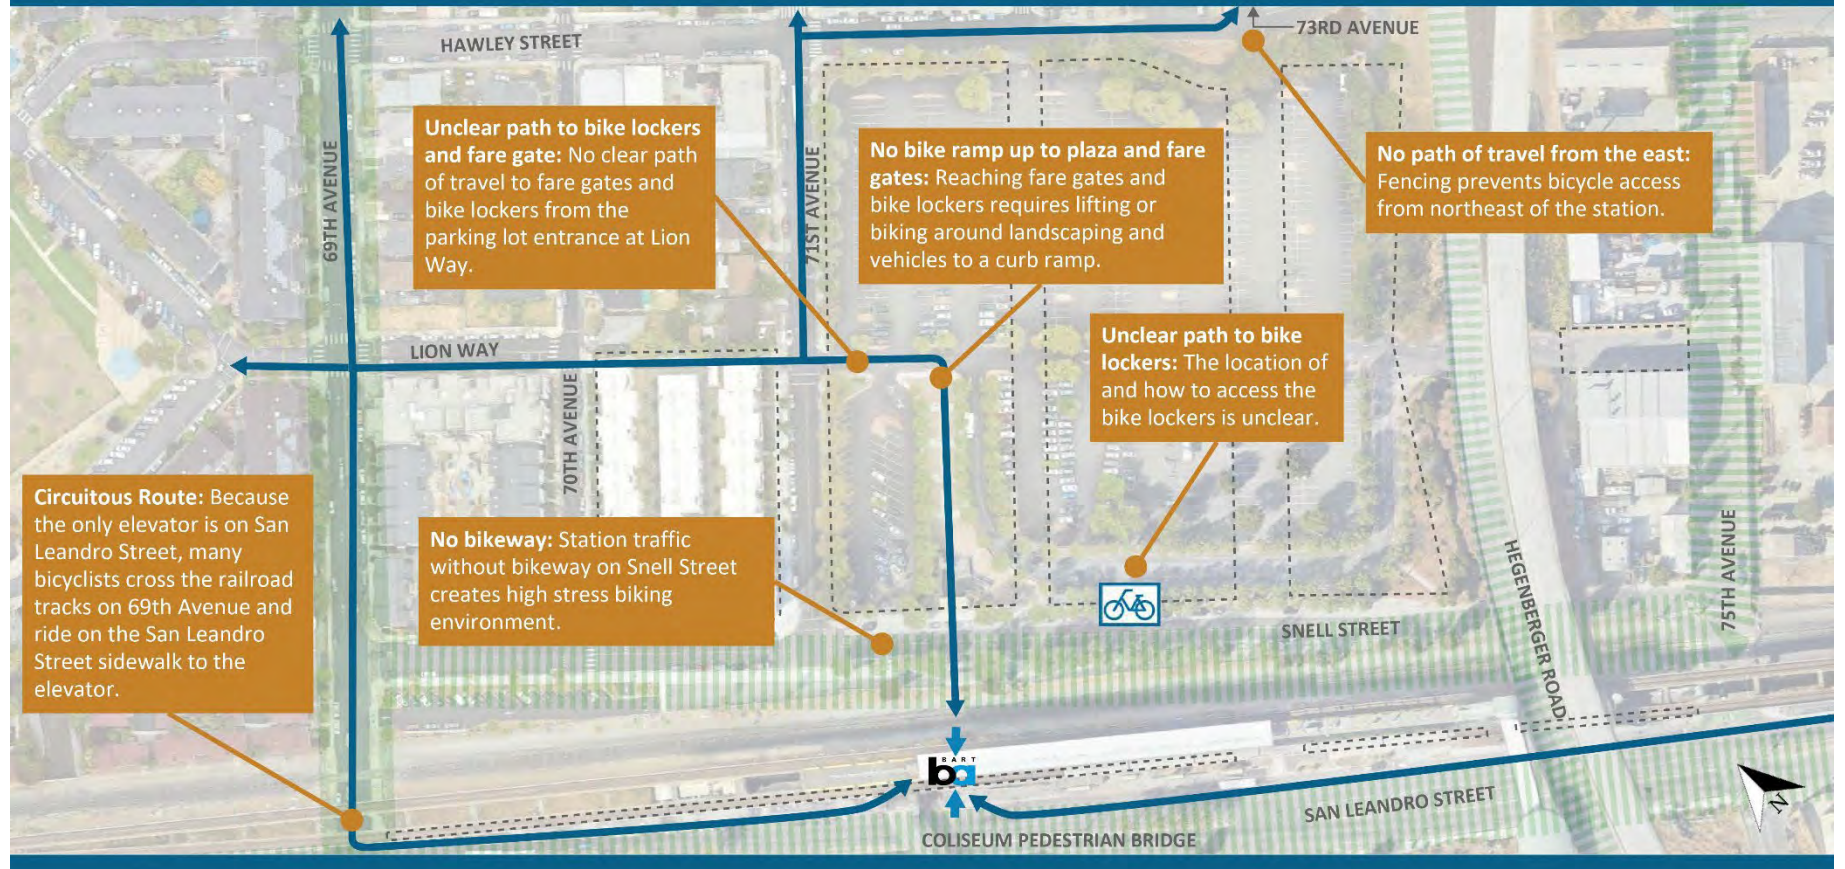 73RD AVENUE
HAWLEY STREET
69TH AVENUE
71ST AVENUE
Unclear path to bike lockers
and fare gate: No clear path
of travel to fare gates and
bike lockers from the
parking lot entrance at Lion
Way.
No bike ramp up to plaza and fare
gates: Reaching fare gates and
bike lockers requires lifting or
biking around landscaping and
vehicles to a curb ramp.
No path of travel from the east:
Fencing prevents bicycle access
from northeast of the station.
Unclear path to bike
lockers: The location of
and how to access the
bike lockers is unclear.
LION WAY
70TH AVENUE
Circuitous Route: Because
the only elevator is on San
Leandro Street, many
bicyclists cross the railroad
tracks on 69th Avenue and
ride on the San Leandro
Street sidewalk to the
elevator.
No bikeway: Station traffic
without bikeway on Snell Street
creates high stress biking
environment.
SNELL STREET
HEGENBERGER ROAD
75TH AVENUE
BART
ba
SAN LEANDRO STREET
COLISEUM PEDESTRIAN BRIDGE
N